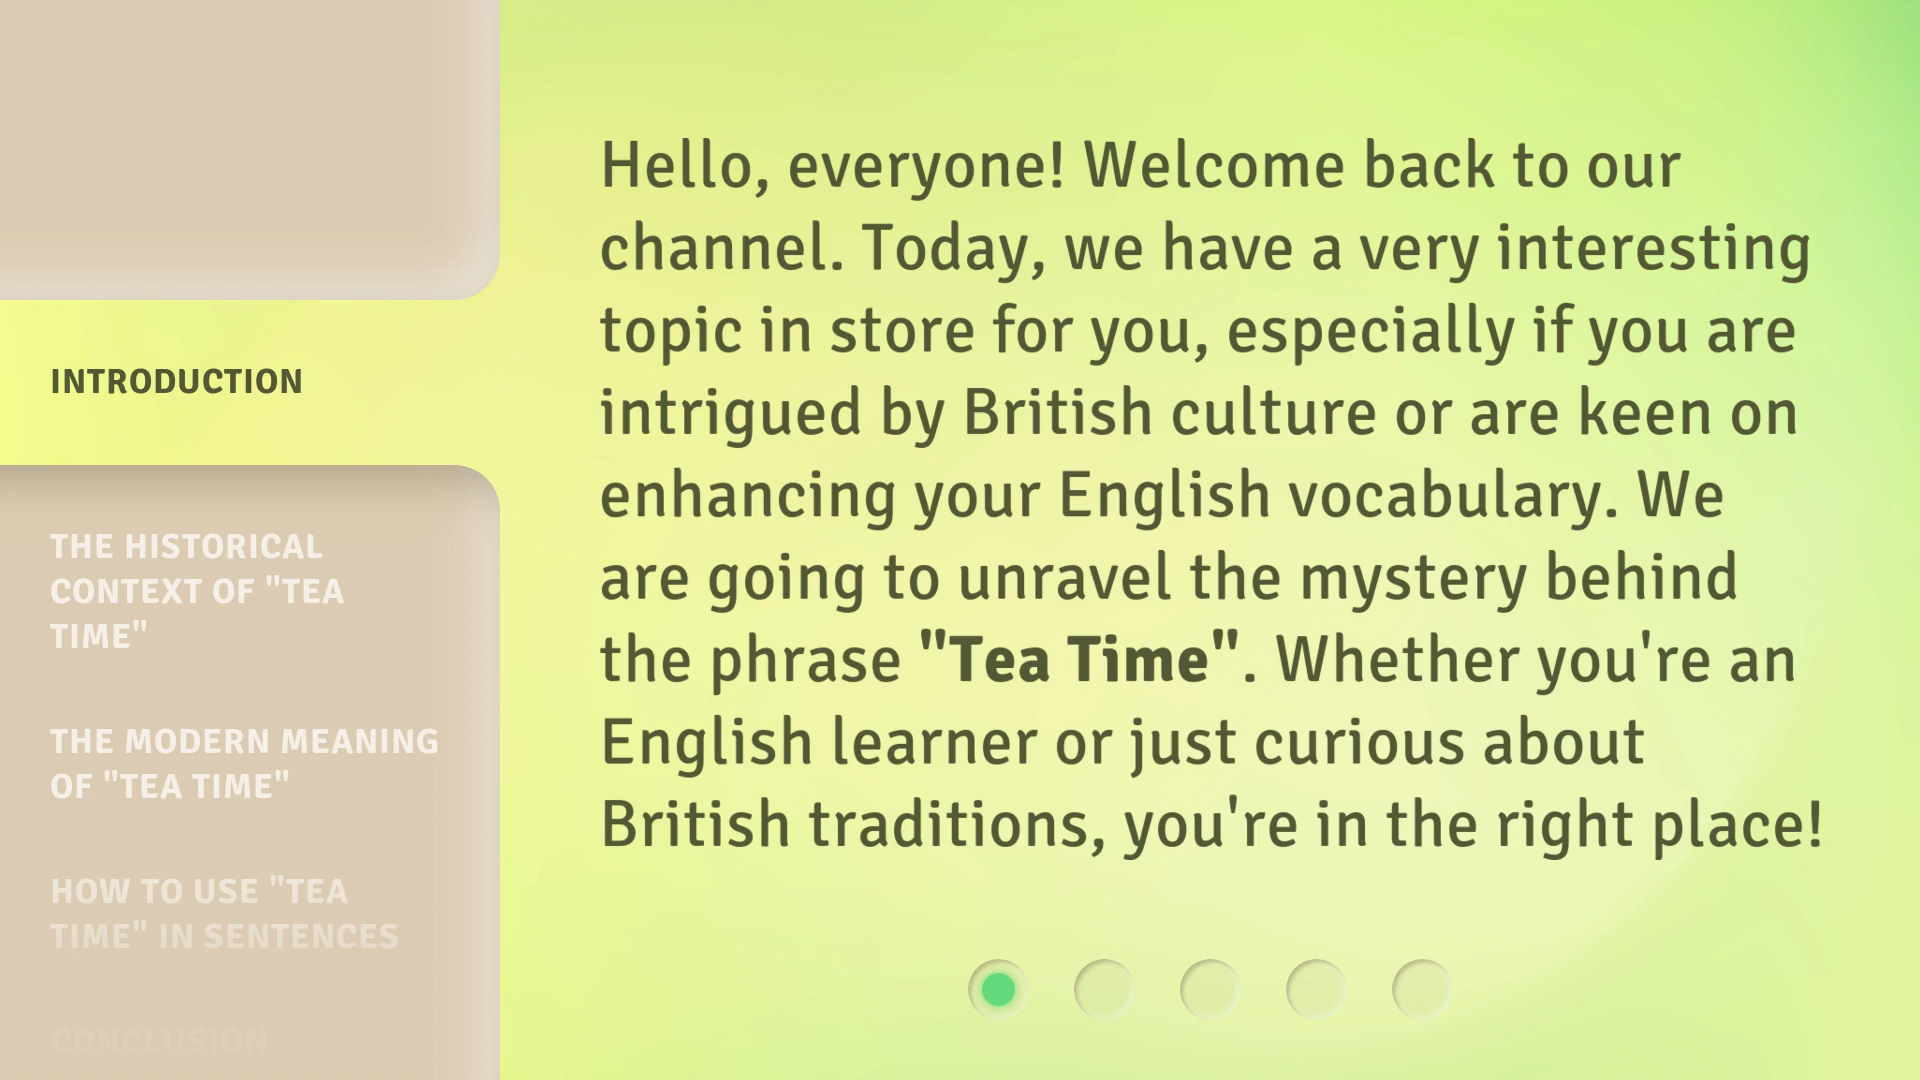 INTRODUCTION
THE HISTORICAL
CONTEXT OF "TEA
TIME"
THE MODERN MEANING
OF "TEA TIME"
HOW TO USE "TEA
TIME" IN SENTENCES
CONCLUSION
Hello, everyone! Welcome back to our
channel. Today, we have a very interesting
topic in store for you, especially if you are
intrigued by British culture or are keen on
enhancing your English vocabulary. We
are going to unravel the mystery behind
the phrase "Tea Time". Whether you're an
English learner or just curious about
British traditions, you're in the right place!